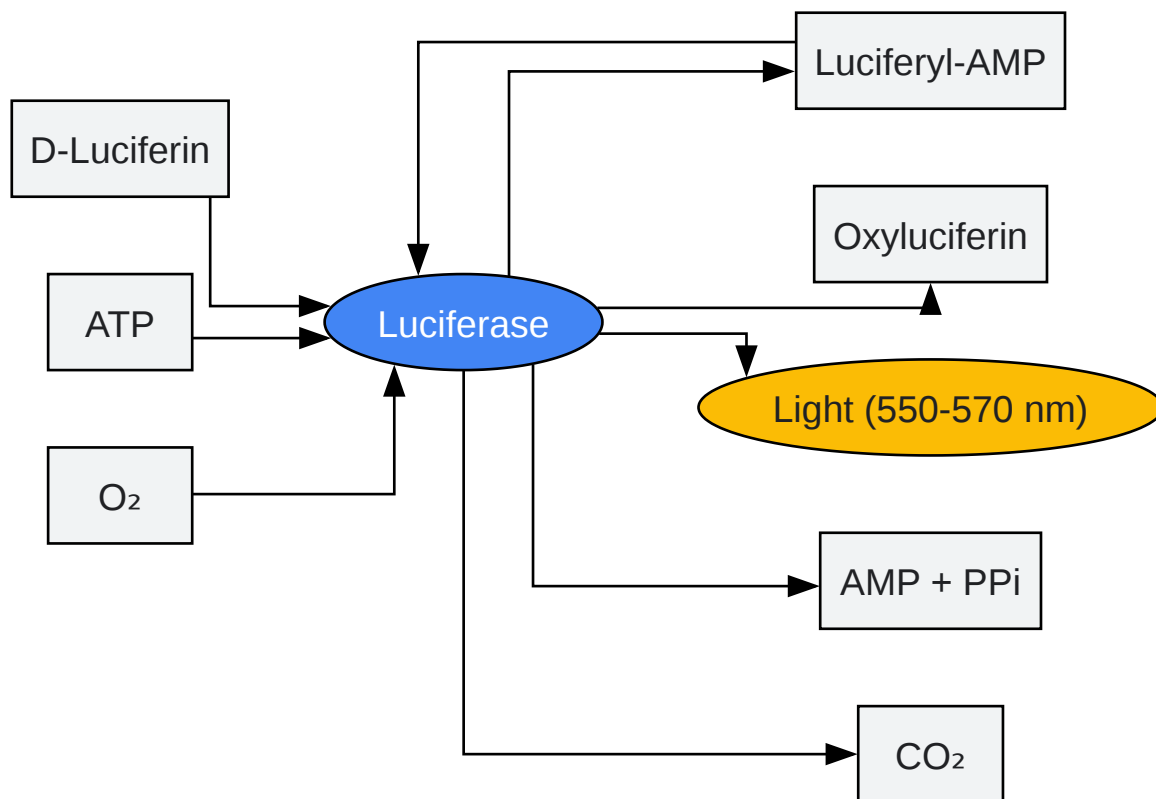 Luciferyl-AMP
D-Luciferin
Oxyluciferin
ATP
Luciferase
Light (550-570 nm)
O₂
AMP + PPi
CO₂